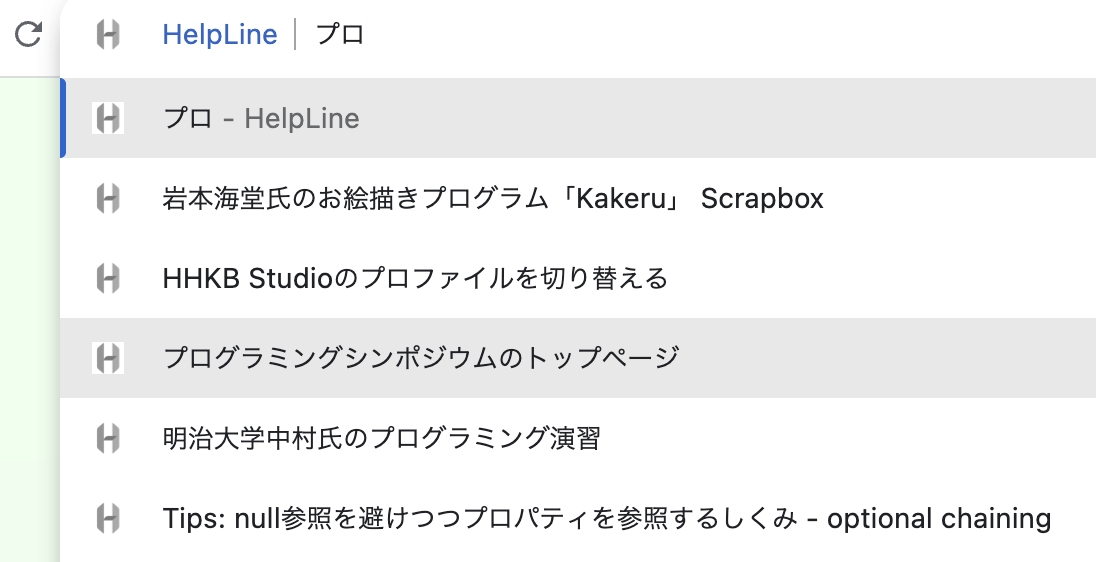 HelpLine | プロ
プロ - HelpLine
岩本海堂氏のお絵描きプログラム「Kakeru」 Scrapbox
HHKB Studioのプロファイルを切り替える
プログラミングシンポジウムのトップページ
明治大学中村氏のプログラミング演習
Tips: null参照を避けつつプロパティを参照するしくみ - optional chaining